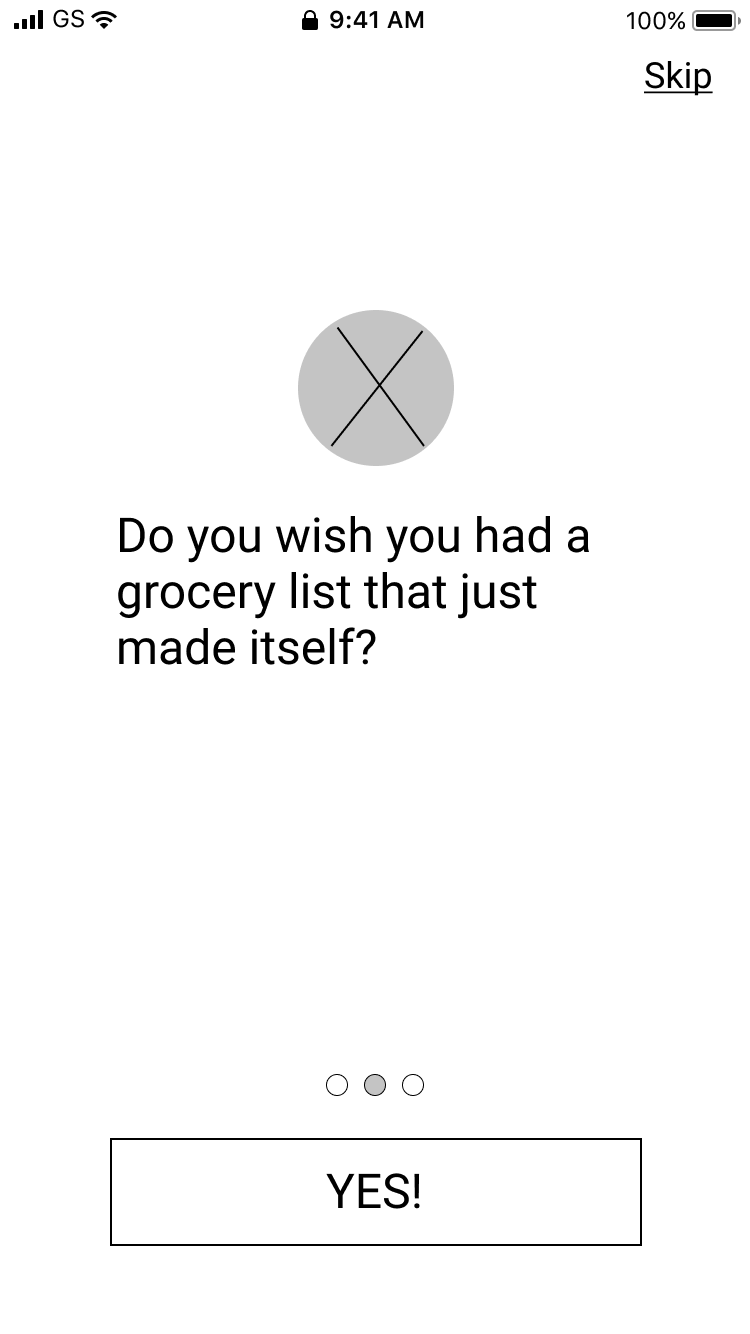 GS 9:41 AM 100%
Skip
Do you wish you had a
grocery list that just
made itself?
YES!